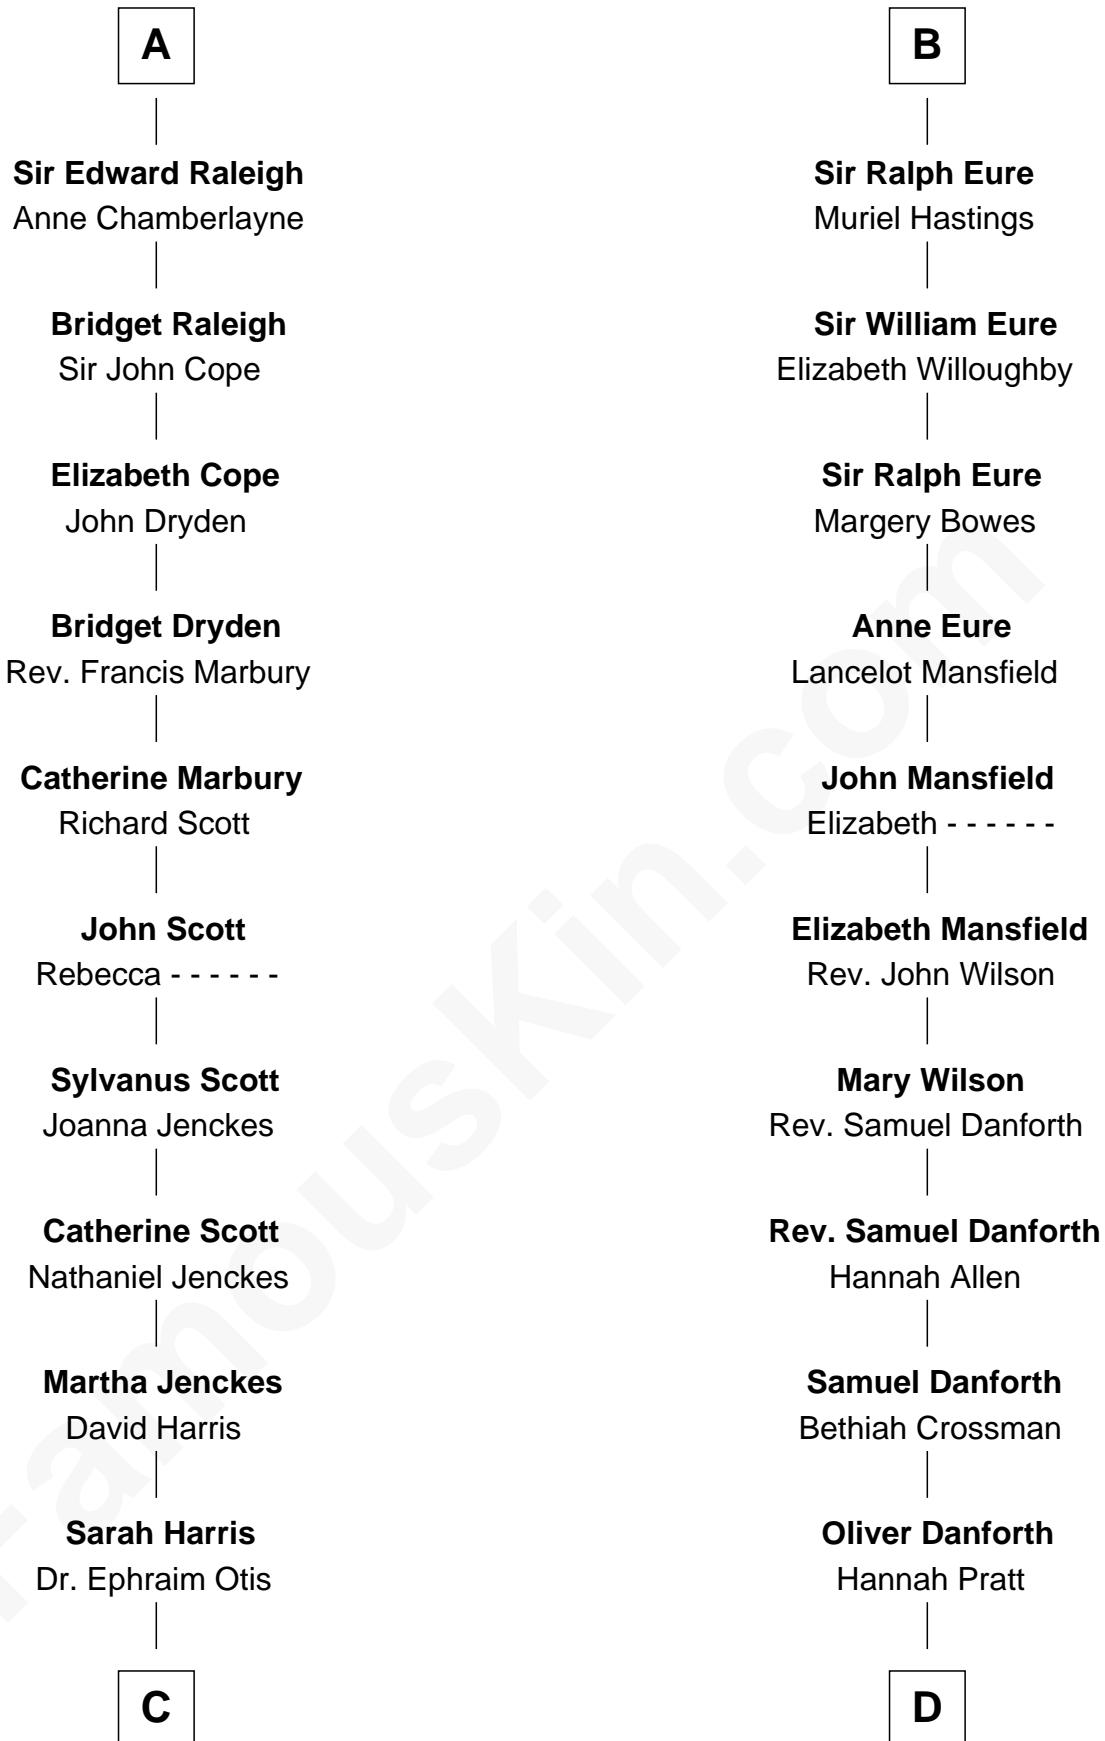 A
Sir Edward Raleigh
Anne Chamberlayne
Bridget Raleigh
Sir John Cope
Elizabeth Cope
John Dryden
Bridget Dryden
Rev. Francis Marbury
Catherine Marbury
Richard Scott
John Scott
Rebecca - - - - - -
Sylvanus Scott
Joanna Jenckes
Catherine Scott
Nathaniel Jenckes
Martha Jenckes
David Harris
Sarah Harris
Dr. Ephraim Otis
C
B
Sir Ralph Eure
Muriel Hastings
Sir William Eure
Elizabeth Willoughby
Sir Ralph Eure
Margery Bowes
Anne Eure
Lancelot Mansfield
John Mansfield
Elizabeth - - - - - -
Elizabeth Mansfield
Rev. John Wilson
Mary Wilson
Rev. Samuel Danforth
Rev. Samuel Danforth
Hannah Allen
Samuel Danforth
Bethiah Crossman
Oliver Danforth
Hannah Pratt
D
FamousKin.com